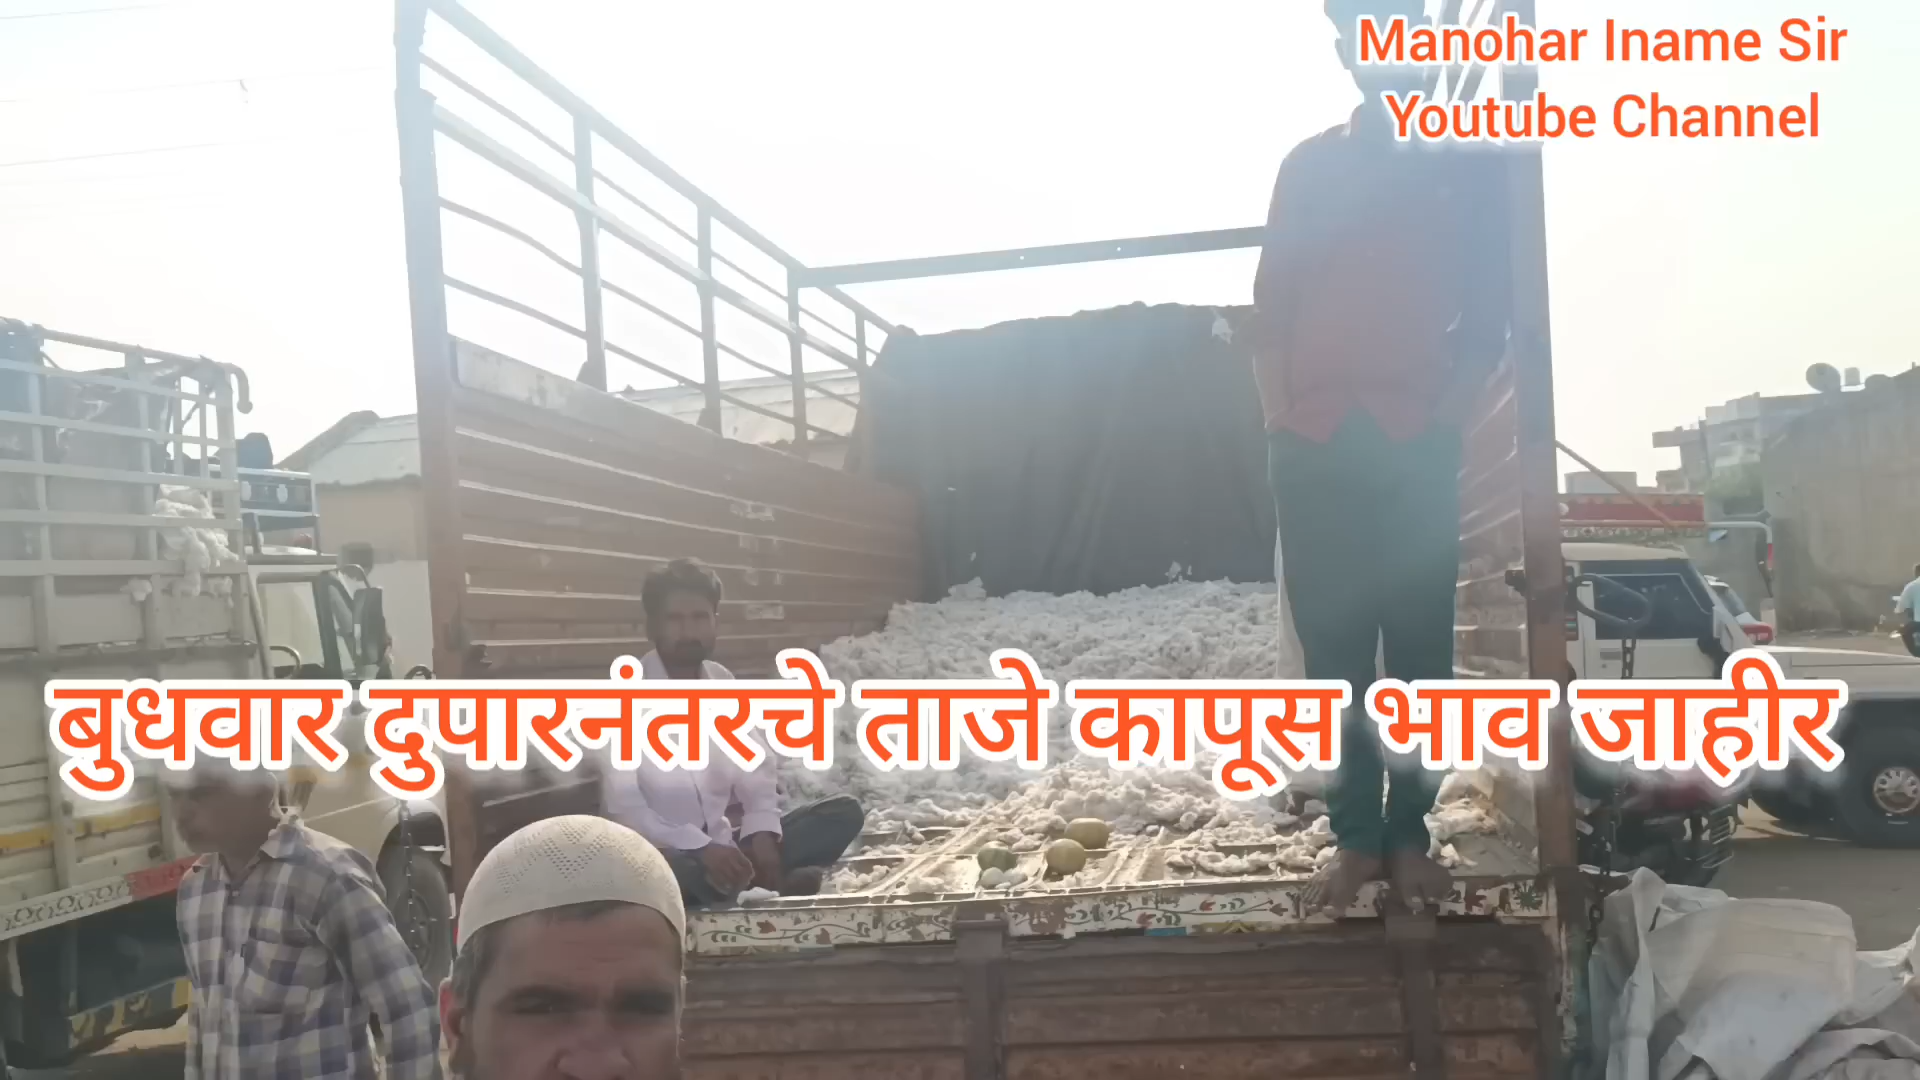 Manohar Iname Sir
Youtube Channel
बुधवार दुपारनंतरचे ताजे कापूस भाव जाहीर